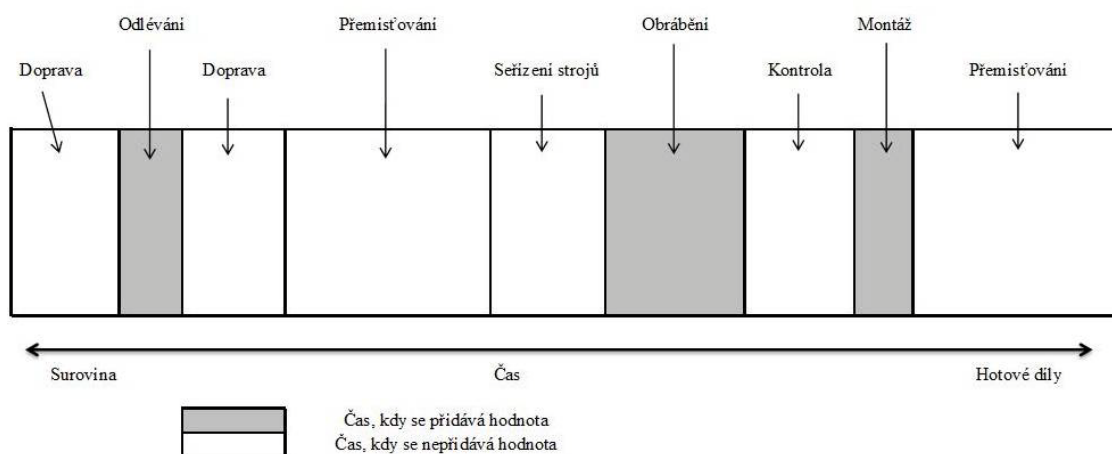 Odlévání
Přemisťování
Obrábění
Montáž
Doprava
Doprava
Seřízení strojů
Kontrola
Přemisťování
Surovina
Čas
Hotové díly
Čas, kdy se přidává hodnota
Čas, kdy se nepřidává hodnota